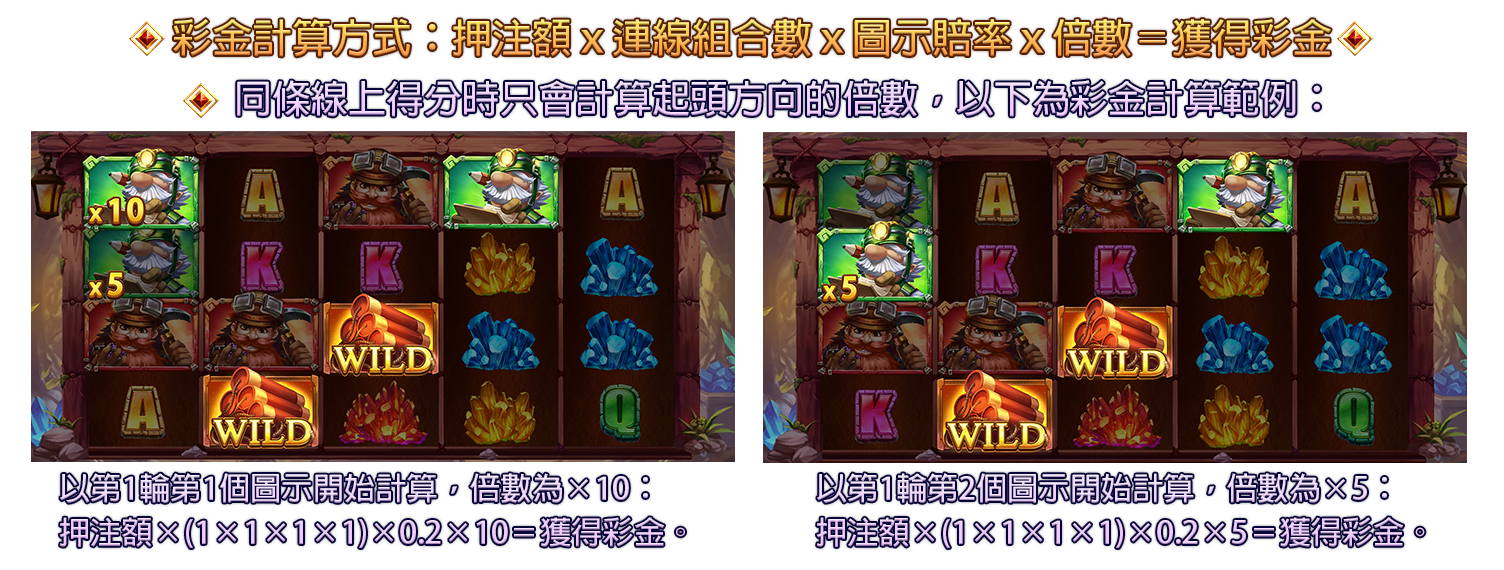 彩金計算方式：押注額 x 連線組合數 x 圖示賠率 x 倍數＝獲得彩金
同條線上得分時只會計算起頭方向的倍數，以下為彩金計算範例：
x10 A A
x5 K K
WILD
A WILD Q
以第1輪第1個圖示開始計算，倍數為×10：
押注額×(1×1×1×1)×0.2×10＝獲得彩金。
A A
x5 K K
WILD
K WILD Q
以第1輪第2個圖示開始計算，倍數為×5：
押注額×(1×1×1×1)×0.2×5＝獲得彩金。